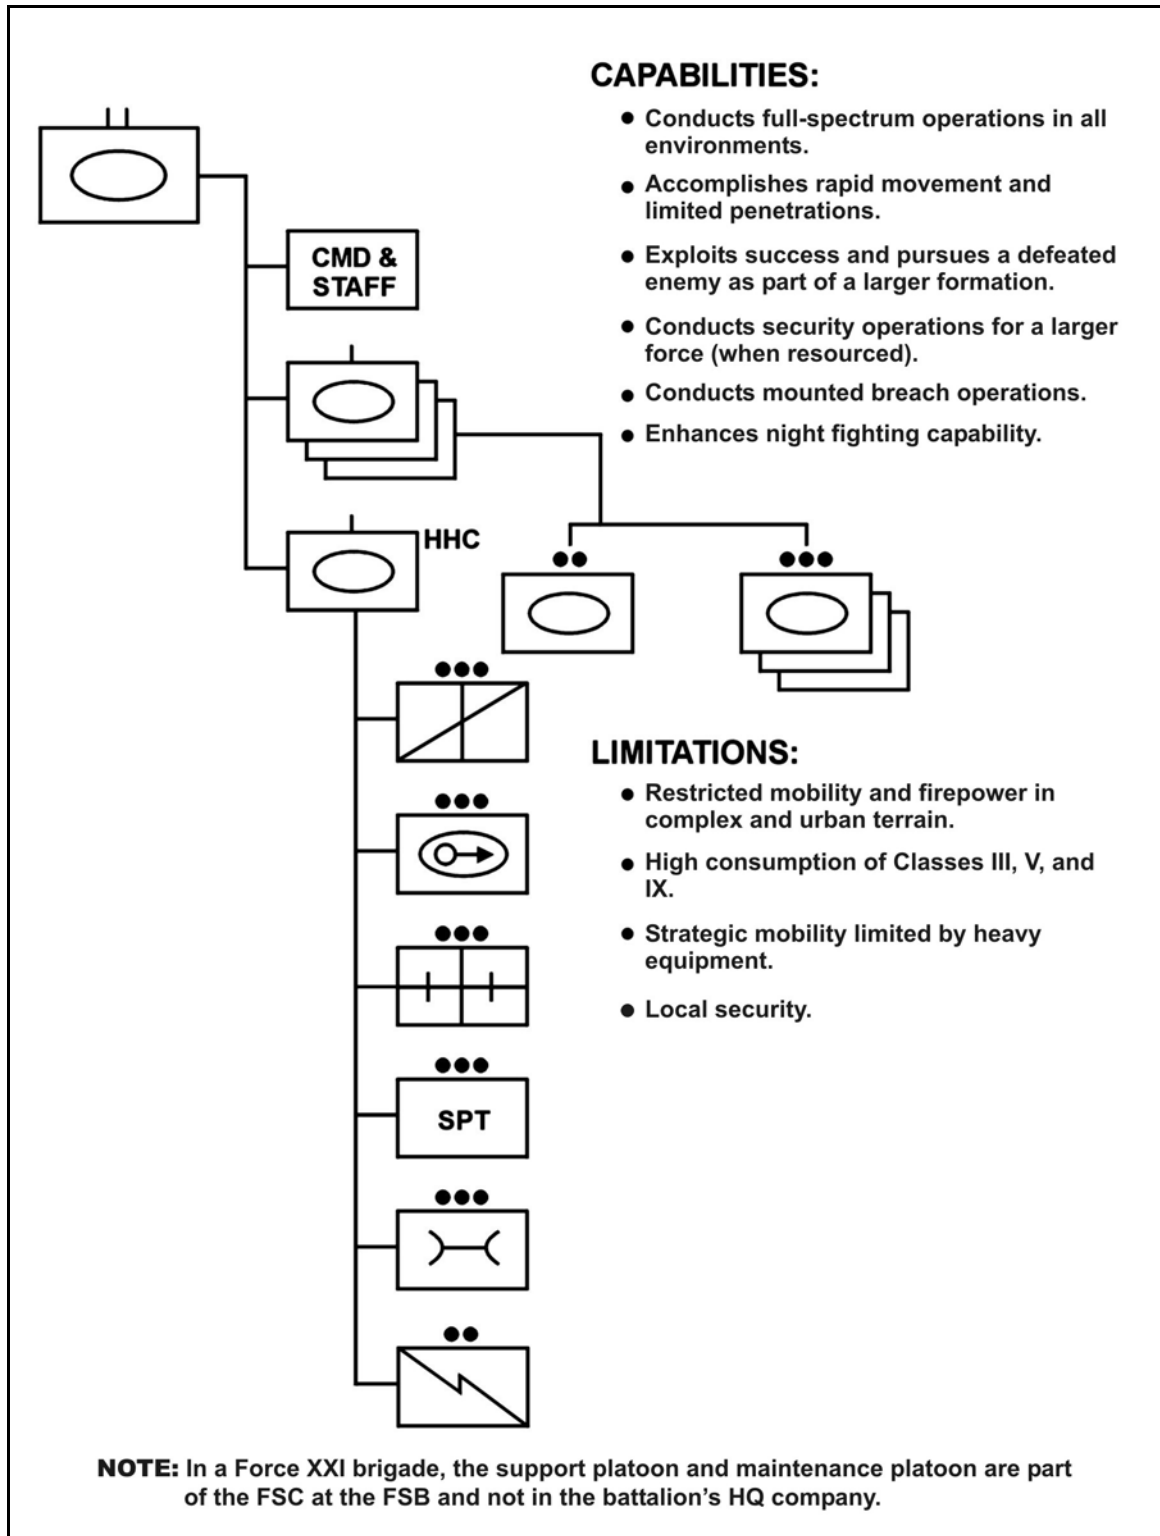 CAPABILITIES:
● Conducts full-spectrum operations in all
environments.
● Accomplishes rapid movement and
limited penetrations.
● Exploits success and pursues a defeated
enemy as part of a larger formation.
● Conducts security operations for a larger
force (when resourced).
● Conducts mounted breach operations.
● Enhances night fighting capability.
CMD &
STAFF
HHC
SPT
LIMITATIONS:
● Restricted mobility and firepower in
complex and urban terrain.
● High consumption of Classes III, V, and
IX.
● Strategic mobility limited by heavy
equipment.
● Local security.
NOTE: In a Force XXI brigade, the support platoon and maintenance platoon are part
of the FSC at the FSB and not in the battalion's HQ company.